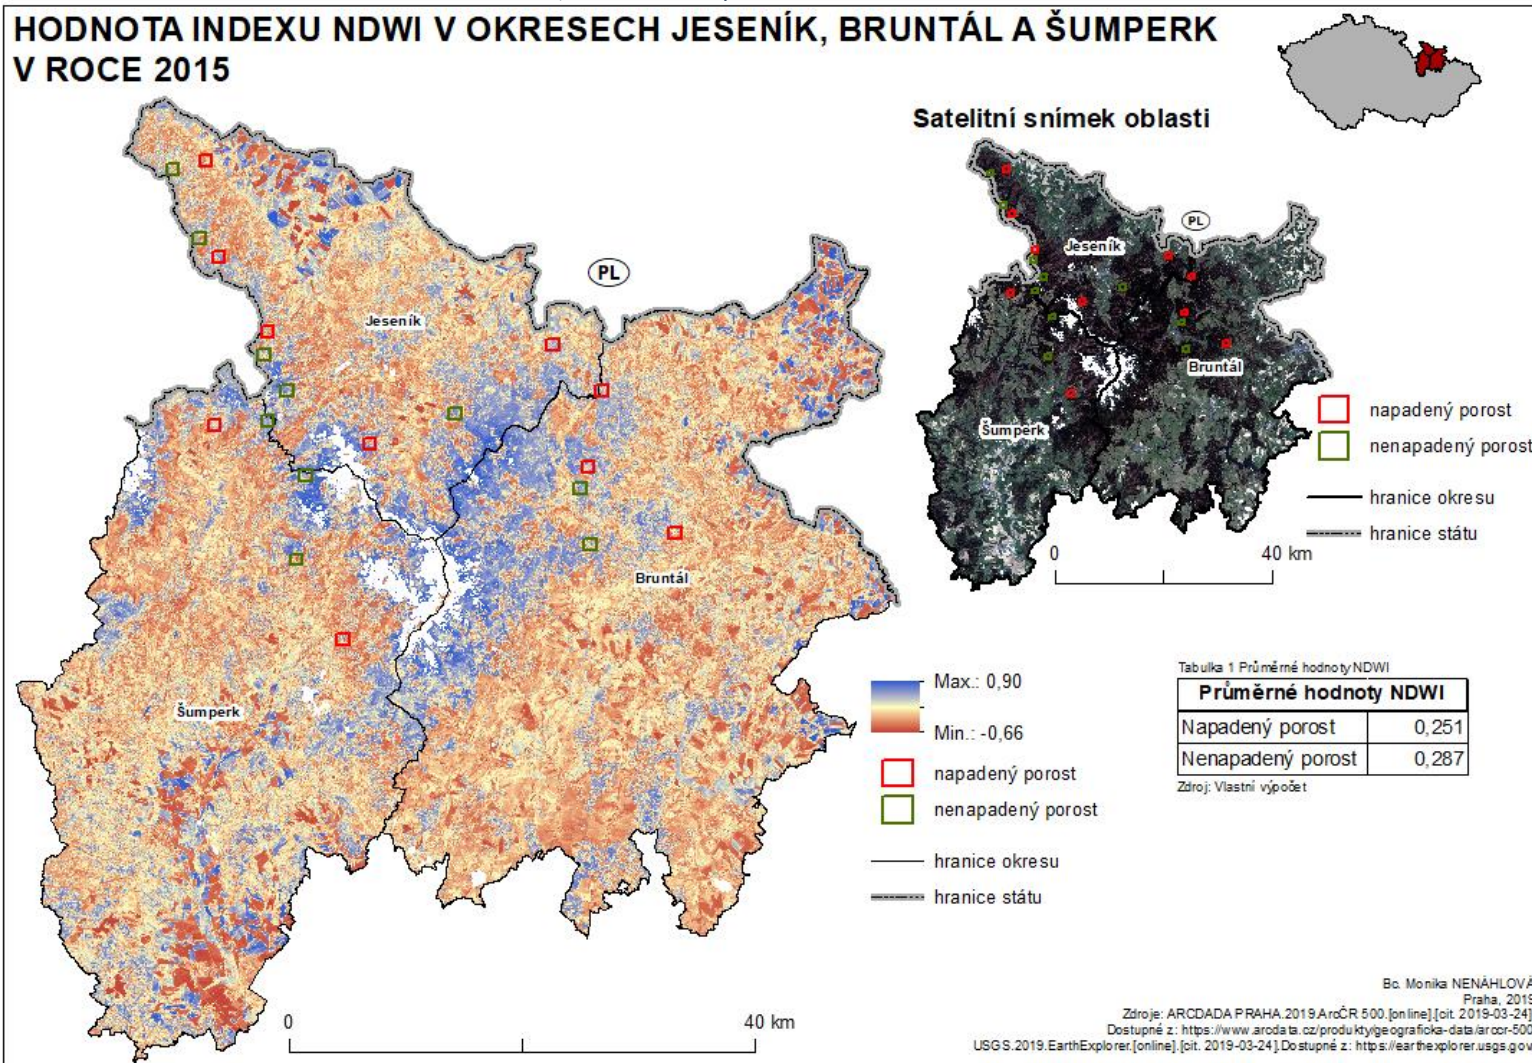 HODNOTA INDEXU NDWI V OKRESECH JESENÍK, BRUNTÁL A ŠUMPERK
V ROCE 2015
Satelitní snímek oblasti
PL
Jeseník
Bruntál
Šumperk
PL
Jeseník
Bruntál
Šumperk
napadený porost
nenapadený porost
hranice okresu
hranice státu
0 40 km
Max.: 0,90
Min.: -0,66
napadený porost
nenapadený porost
hranice okresu
hranice státu
Tabulka 1 Průměrné hodnoty NDWI
Průměrné hodnoty NDWI
Napadený porost 0,251
Nenapadený porost 0,287
Zdroj: Vlastní výpočet
0 40 km
Bc. Monika NENÁHLOVÁ
Praha, 2019
Zdroje: ARCDADA PRAHA.2019.ArcČR 500.[online].[cit. 2019-03-24]
Dostupné z: https://www.arcdata.cz/produkty/geograficka-data/arccr-500
USGS.2019.EarthExplorer.[online].[cit. 2019-03-24].Dostupné z: https://earthexplorer.usgs.gov